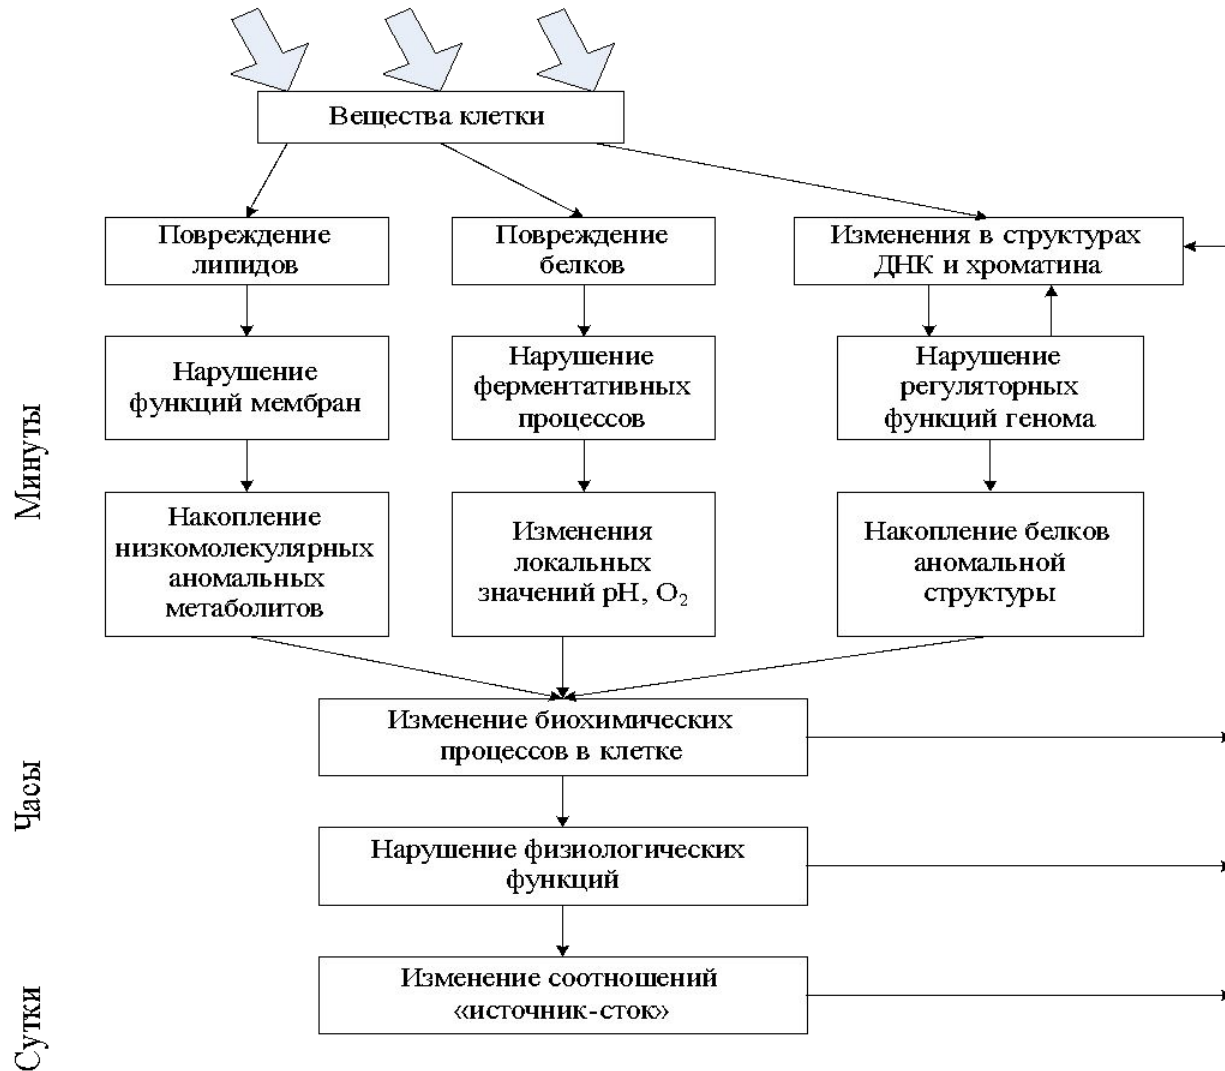 Вещества клетки
Повреждение
липидов
Повреждение
белков
Изменения в структурах
ДНК и хроматина
Нарушение
функций мембран
Нарушение
ферментативных
процессов
Нарушение
регуляторных
функций генома
Минуты
Накопление
низкомолекулярных
аномальных
метаболитов
Изменения
локальных
значений pH, O₂
Накопление белков
аномальной
структуры
Изменение биохимических
процессов в клетке
Часы
Нарушение физиологических
функций
Изменение соотношений
«источник-сток»
Сутки